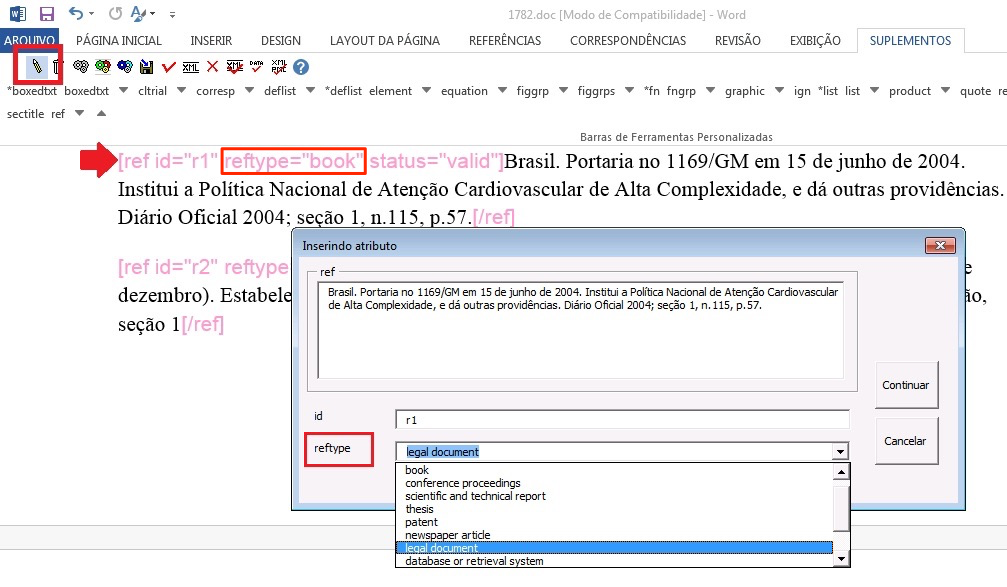 1782.doc [Modo de Compatibilidade] - Word
ARQUIVO PÁGINA INICIAL INSERIR DESIGN LAYOUT DA PÁGINA REFERÊNCIAS CORRESPONDÊNCIAS REVISÃO EXIBIÇÃO SUPLEMENTOS
*boxedtxt boxedtxt cltrial corresp deflist *deflist element equation figgrp figgrps *fn fngrp graphic ign *list list product quote re
sectitle ref
Barras de Ferramentas Personalizadas
[ref id="r1" reftype="book" status="valid"]Brasil. Portaria no 1169/GM em 15 de junho de 2004.
Institui a Política Nacional de Atenção Cardiovascular de Alta Complexidade, e dá outras providências.
Diário Oficial 2004; seção 1, n.115, p.57.[/ref]
[ref id="r2" reftype e
dezembro). Estabele ão,
seção 1[/ref]
Inserindo atributo
ref
Brasil. Portaria no 1169/GM em 15 de junho de 2004. Institui a Política Nacional de Atenção Cardiovascular
de Alta Complexidade, e dá outras providências. Diário Oficial 2004; seção 1, n.115, p.57.
Continuar
id r1
Cancelar
reftype legal document
book
conference proceedings
scientific and technical report
thesis
patent
newspaper article
legal document
database or retrieval system